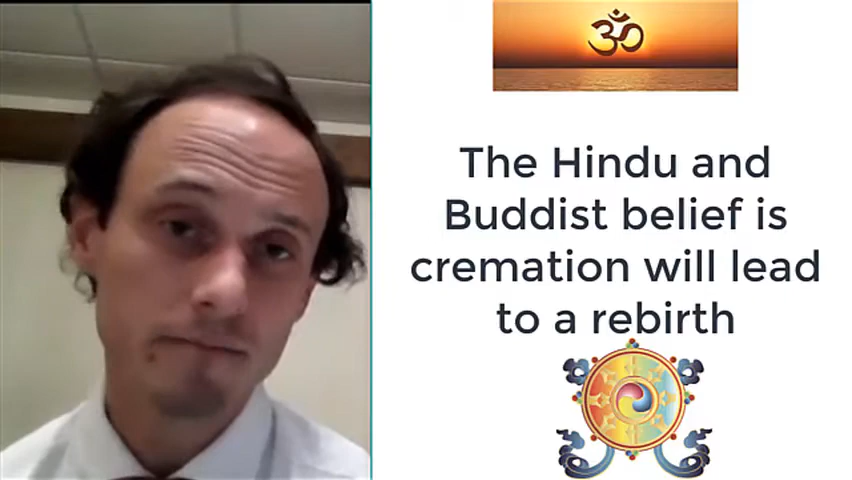 ॐ
The Hindu and
Buddist belief is
cremation will lead
to a rebirth